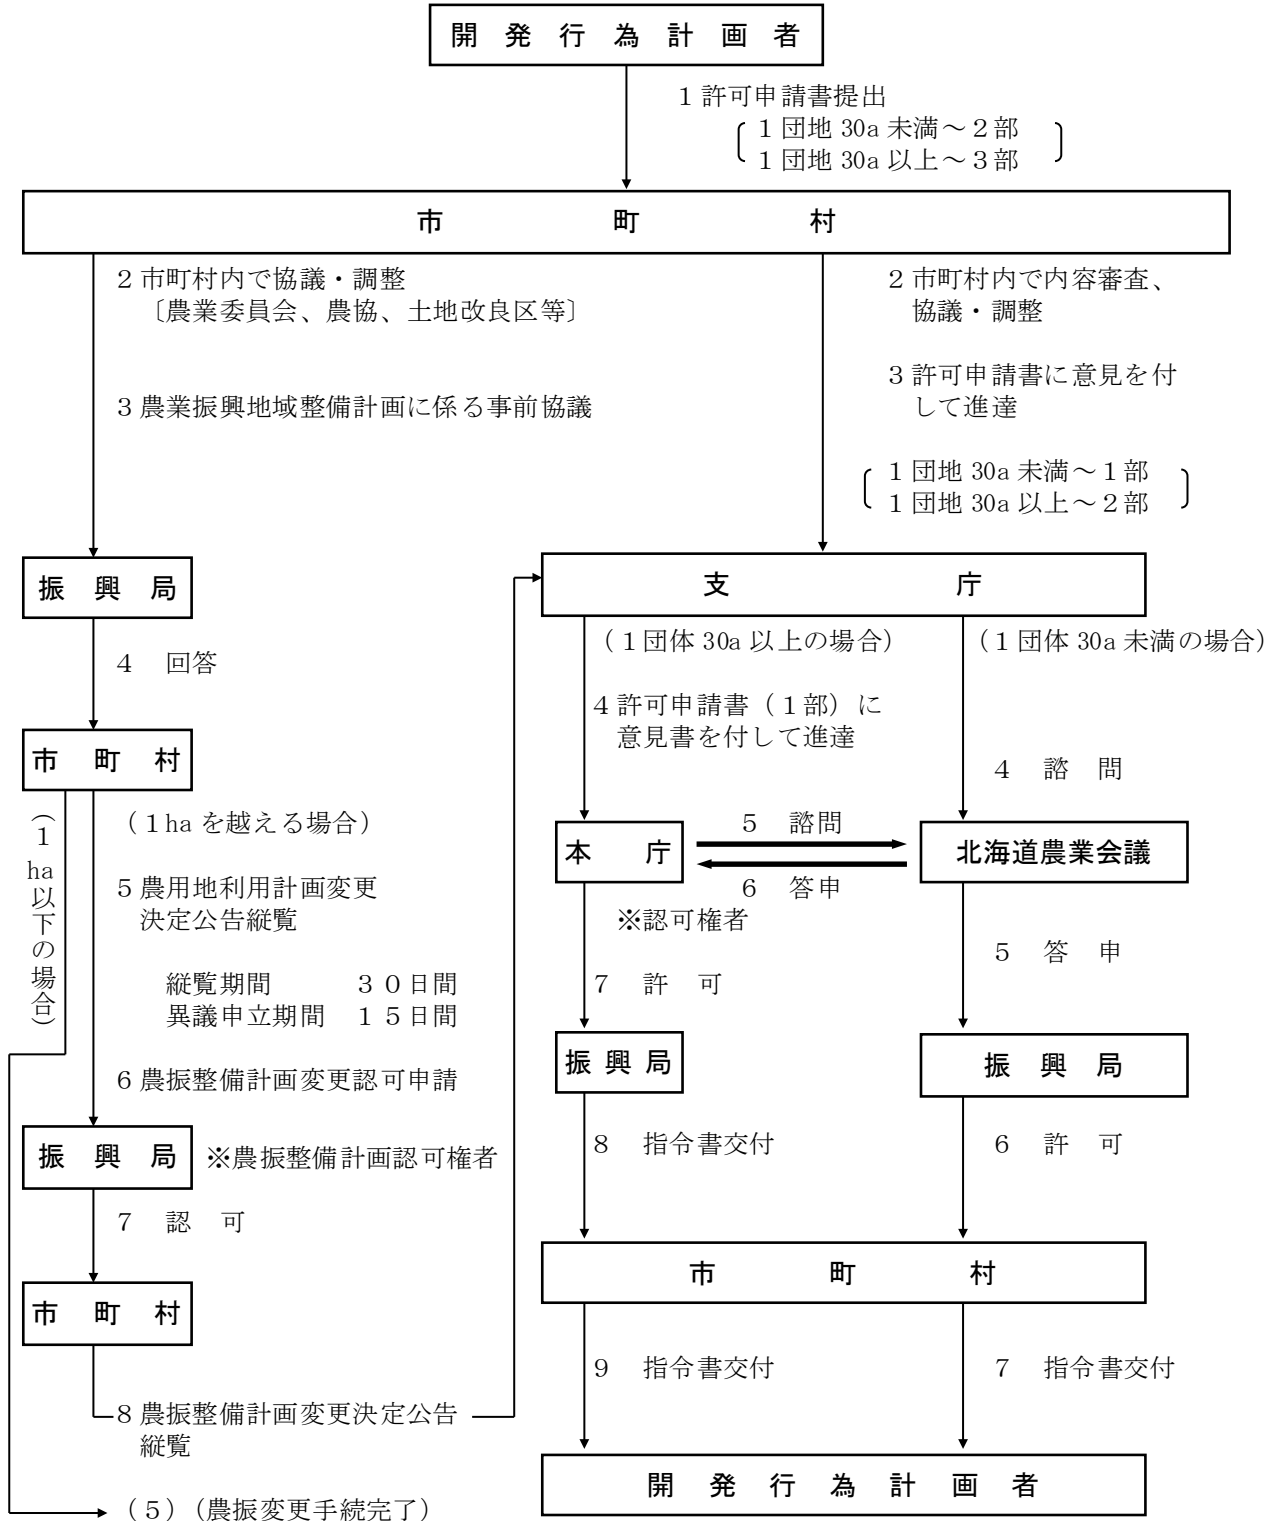 開発行為計画者
1 許可申請書提出
1 団地 30a 未満～2 部
1 団地 30a 以上～3 部
市町村
2 市町村内で協議・調整
〔農業委員会、農協、土地改良区等〕
3 農業振興地域整備計画に係る事前協議
2 市町村内で内容審査、
協議・調整
3 許可申請書に意見を付
して進達
1 団地 30a 未満～1 部
1 団地 30a 以上～2 部
振興局
4 回答
市町村
（1ha 以下の場合）
（1ha を越える場合）
5 農用地利用計画変更
決定公告縦覧
縦覧期間 30日間
異議申立期間 15日間
6 農振整備計画変更認可申請
振興局
※農振整備計画認可権者
7 認可
市町村
8 農振整備計画変更決定公告
縦覧
（5）（農振変更手続完了）
支庁
（1団体 30a 以上の場合）
（1団体 30a 未満の場合）
4 許可申請書（1部）に
意見書を付して進達
4 諮問
本庁
5 諮問
6 答申
北海道農業会議
※認可権者
5 答申
7 許可
振興局
振興局
8 指令書交付
6 許可
市町村
9 指令書交付
7 指令書交付
開発行為計画者